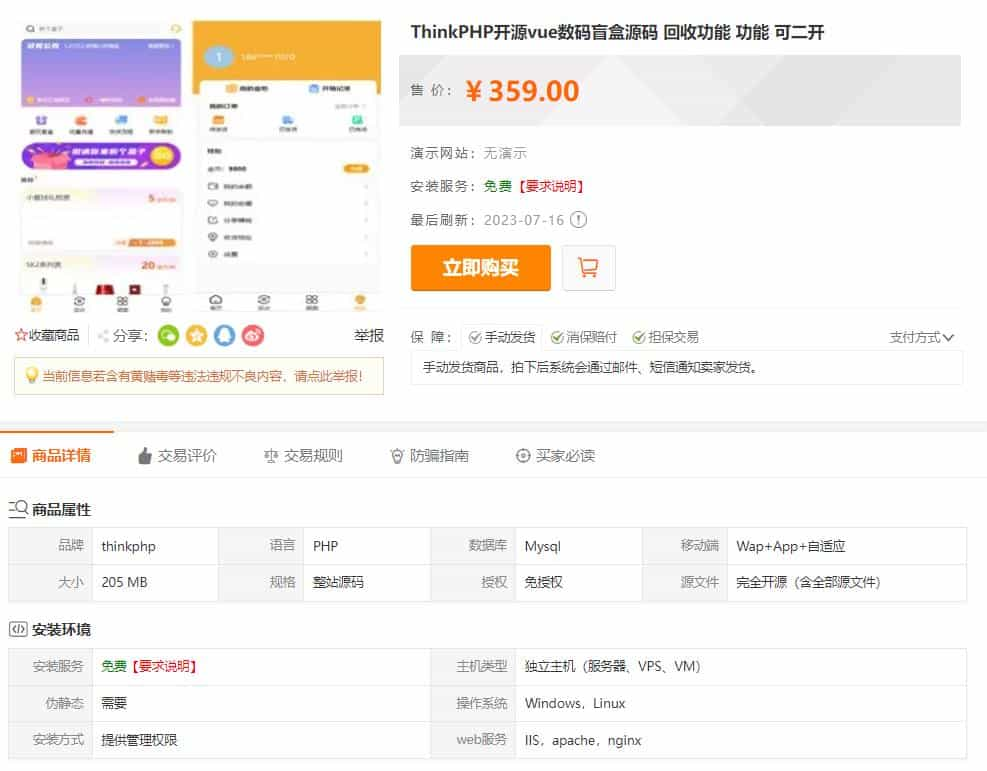 ThinkPHP开源vue数码盲盒源码 回收功能 功能 可二开
售 价： ￥359.00
演示网站：无演示
安装服务：免费【要求说明】
最后刷新：2023-07-16
立即购买
☆收藏商品 分享： 举报
保 障： 手动发货 消保赔付 担保交易 支付方式
手动发货商品，拍下后系统会通过邮件、短信通知卖家发货。
当前信息若含有黄赌毒等违法违规不良内容，请点此举报！
商品详情 交易评价 交易规则 防骗指南 买家必读
商品属性
品牌 thinkphp 语言 PHP 数据库 Mysql 移动端 Wap+App+自适应
大小 205 MB 规格 整站源码 授权 免授权 源文件 完全开源（含全部源文件）
安装环境
安装服务 免费【要求说明】 主机类型 独立主机（服务器、VPS、VM）
伪静态 需要 操作系统 Windows，Linux
安装方式 提供管理权限 web服务 IIS，apache，nginx